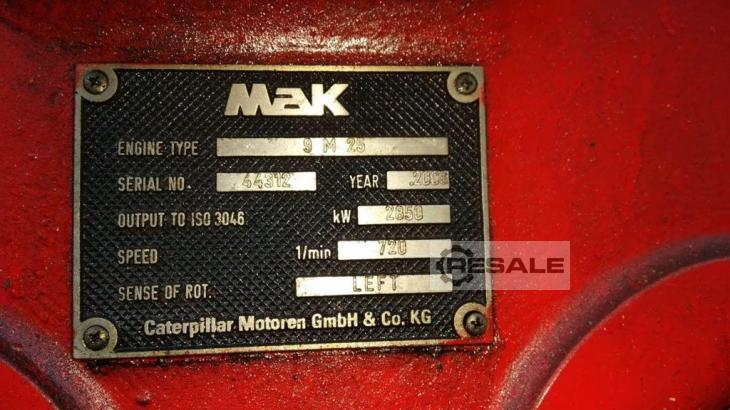 MaK
ENGINE TYPE 9 M 25
SERIAL NO. 44312 YEAR
OUTPUT TO ISO 3046 kW 2850
SPEED 1/min 720
RESALE
SENSE OF ROT. LEFT
Caterpillar Motoren GmbH & Co. KG